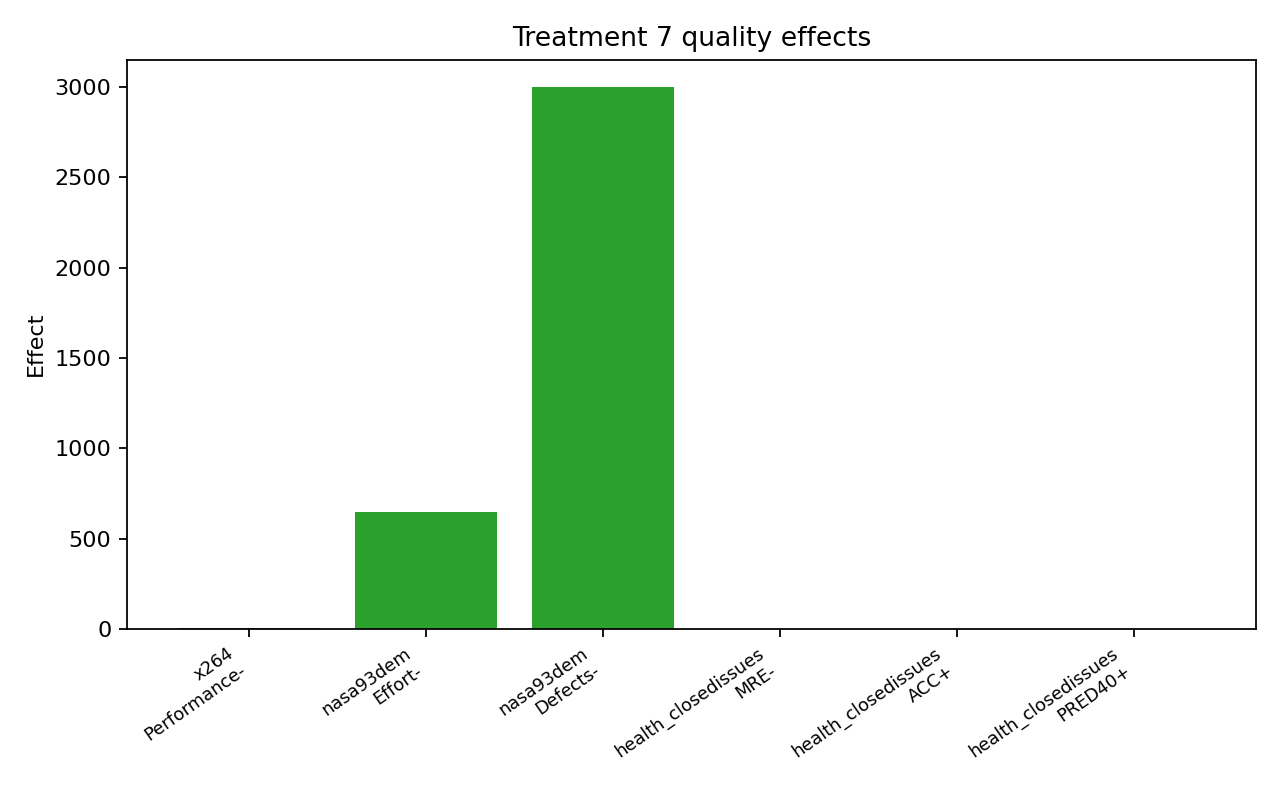 Treatment 7 quality effects
Effect
3000
2500
2000
1500
1000
500
0
x264
Performance-
nasa93dem
Effort-
nasa93dem
Defects-
health_closedissues
MRE-
health_closedissues
ACC+
health_closedissues
PRED40+